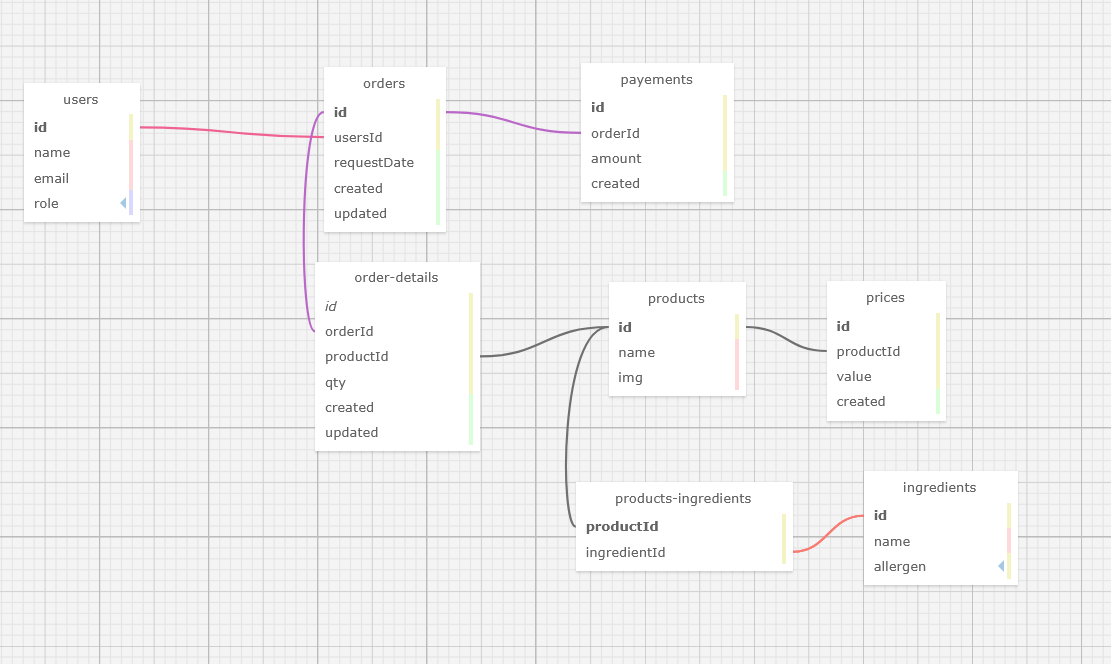 users
id
name
email
role
orders
id
usersId
requestDate
created
updated
payements
id
orderId
amount
created
order-details
id
orderId
productId
qty
created
updated
products
id
name
img
prices
id
productId
value
created
products-ingredients
productId
ingredientId
ingredients
id
name
allergen